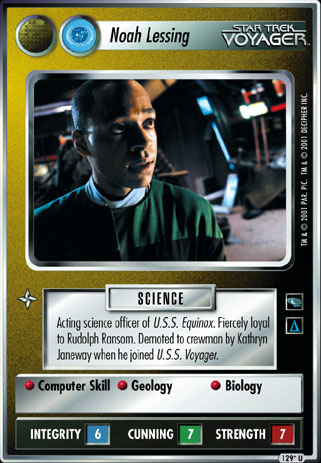 Noah Lessing
STAR TREK
VOYAGER™
TM & © 2001 PAR. PIC. TM & © 2001 DECIPHER INC.
SCIENCE
Acting science officer of U.S.S. Equinox. Fiercely loyal
to Rudolph Ransom. Demoted to crewman by Kathryn
Janeway when he joined U.S.S. Voyager.
Computer Skill Geology Biology
INTEGRITY 6 CUNNING 7 STRENGTH 7
129* U